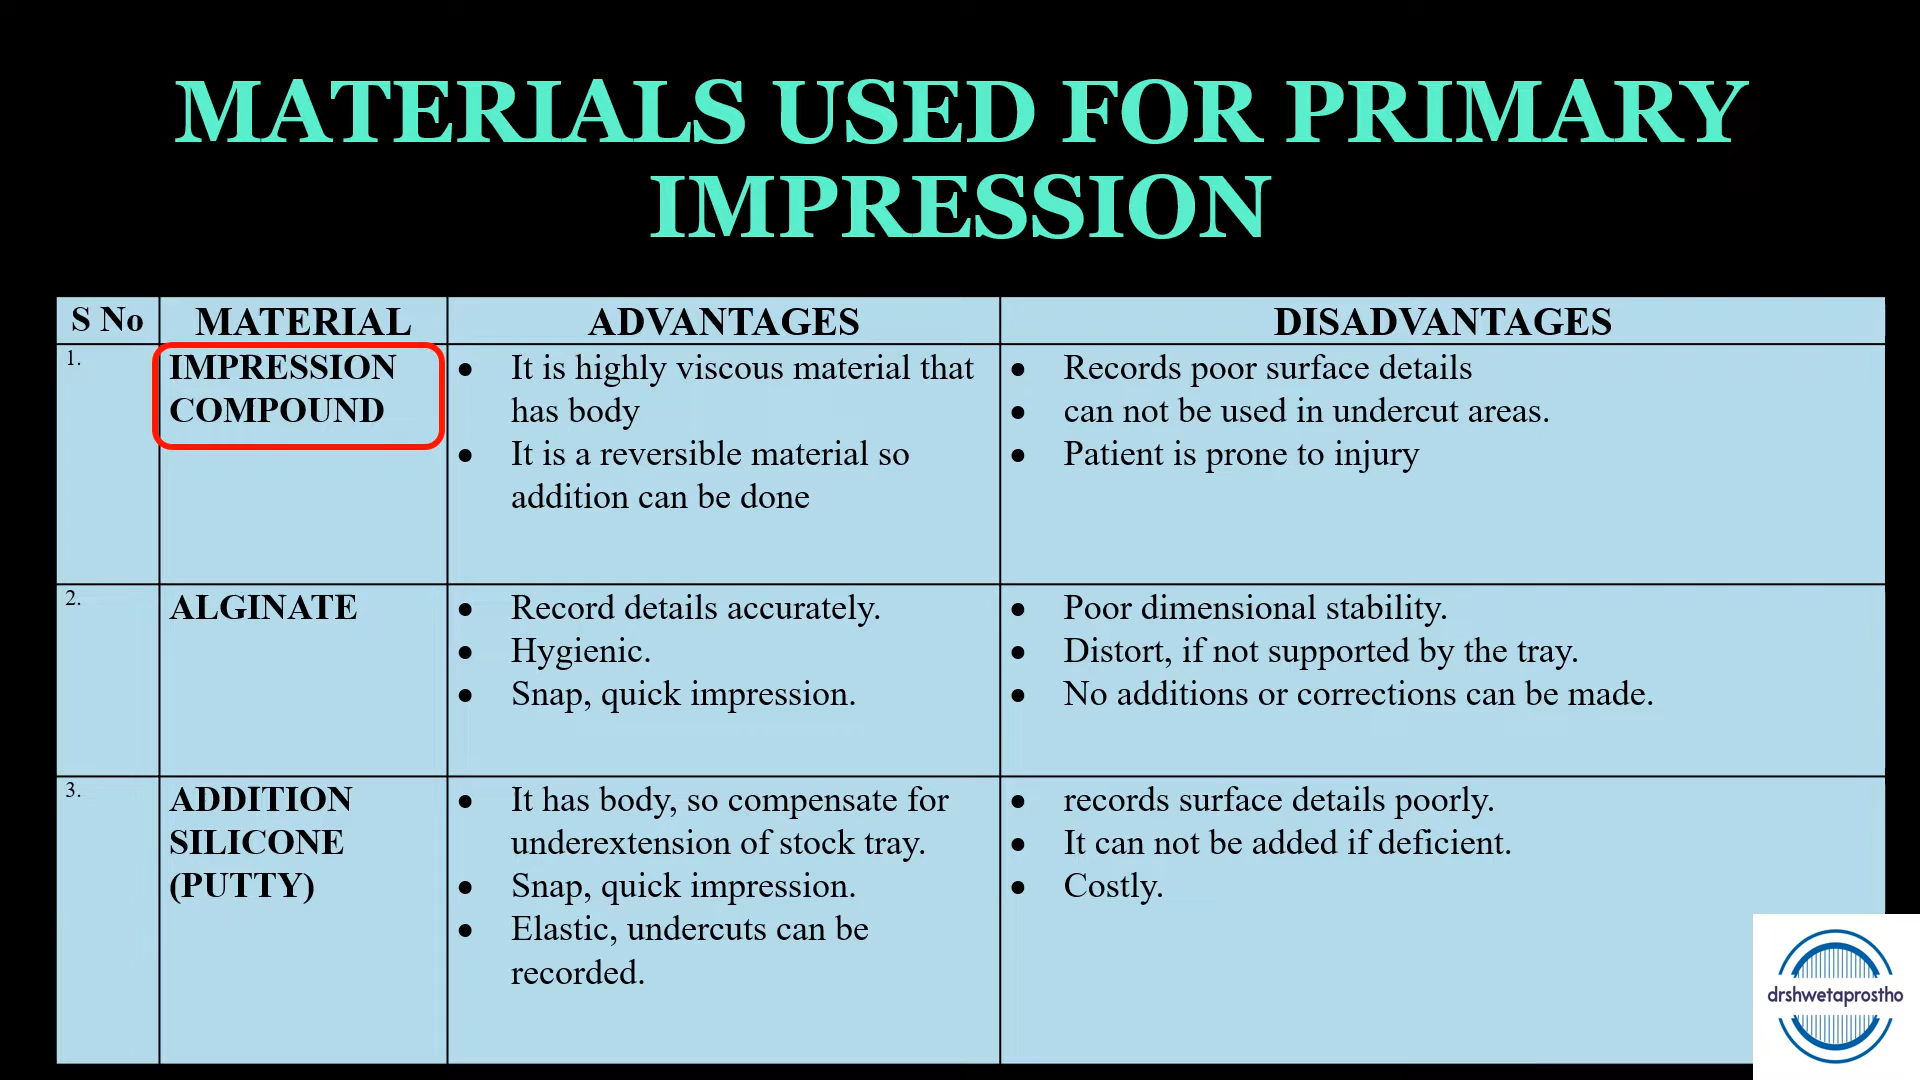 MATERIALS USED FOR PRIMARY
IMPRESSION
S No MATERIAL ADVANTAGES DISADVANTAGES
1. IMPRESSION
COMPOUND
• It is highly viscous material that
has body
• It is a reversible material so
addition can be done
• Records poor surface details
• can not be used in undercut areas.
• Patient is prone to injury
2. ALGINATE
• Record details accurately.
• Hygienic.
• Snap, quick impression.
• Poor dimensional stability.
• Distort, if not supported by the tray.
• No additions or corrections can be made.
3. ADDITION
SILICONE
(PUTTY)
• It has body, so compensate for
underextension of stock tray.
• Snap, quick impression.
• Elastic, undercuts can be
recorded.
• records surface details poorly.
• It can not be added if deficient.
• Costly.
drshwetaprostho